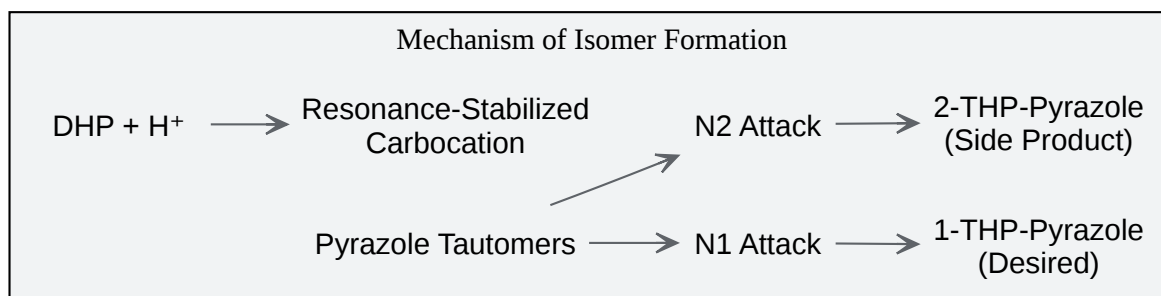 Mechanism of Isomer Formation
DHP + H⁺
Resonance-Stabilized
Carbocation
N2 Attack
2-THP-Pyrazole
(Side Product)
Pyrazole Tautomers
N1 Attack
1-THP-Pyrazole
(Desired)